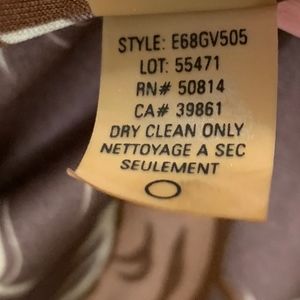 STYLE: E68GV505
LOT: 55471
RN# 50814
CA# 39861
DRY CLEAN ONLY
NETTOYAGE A SEC
SEULEMENT